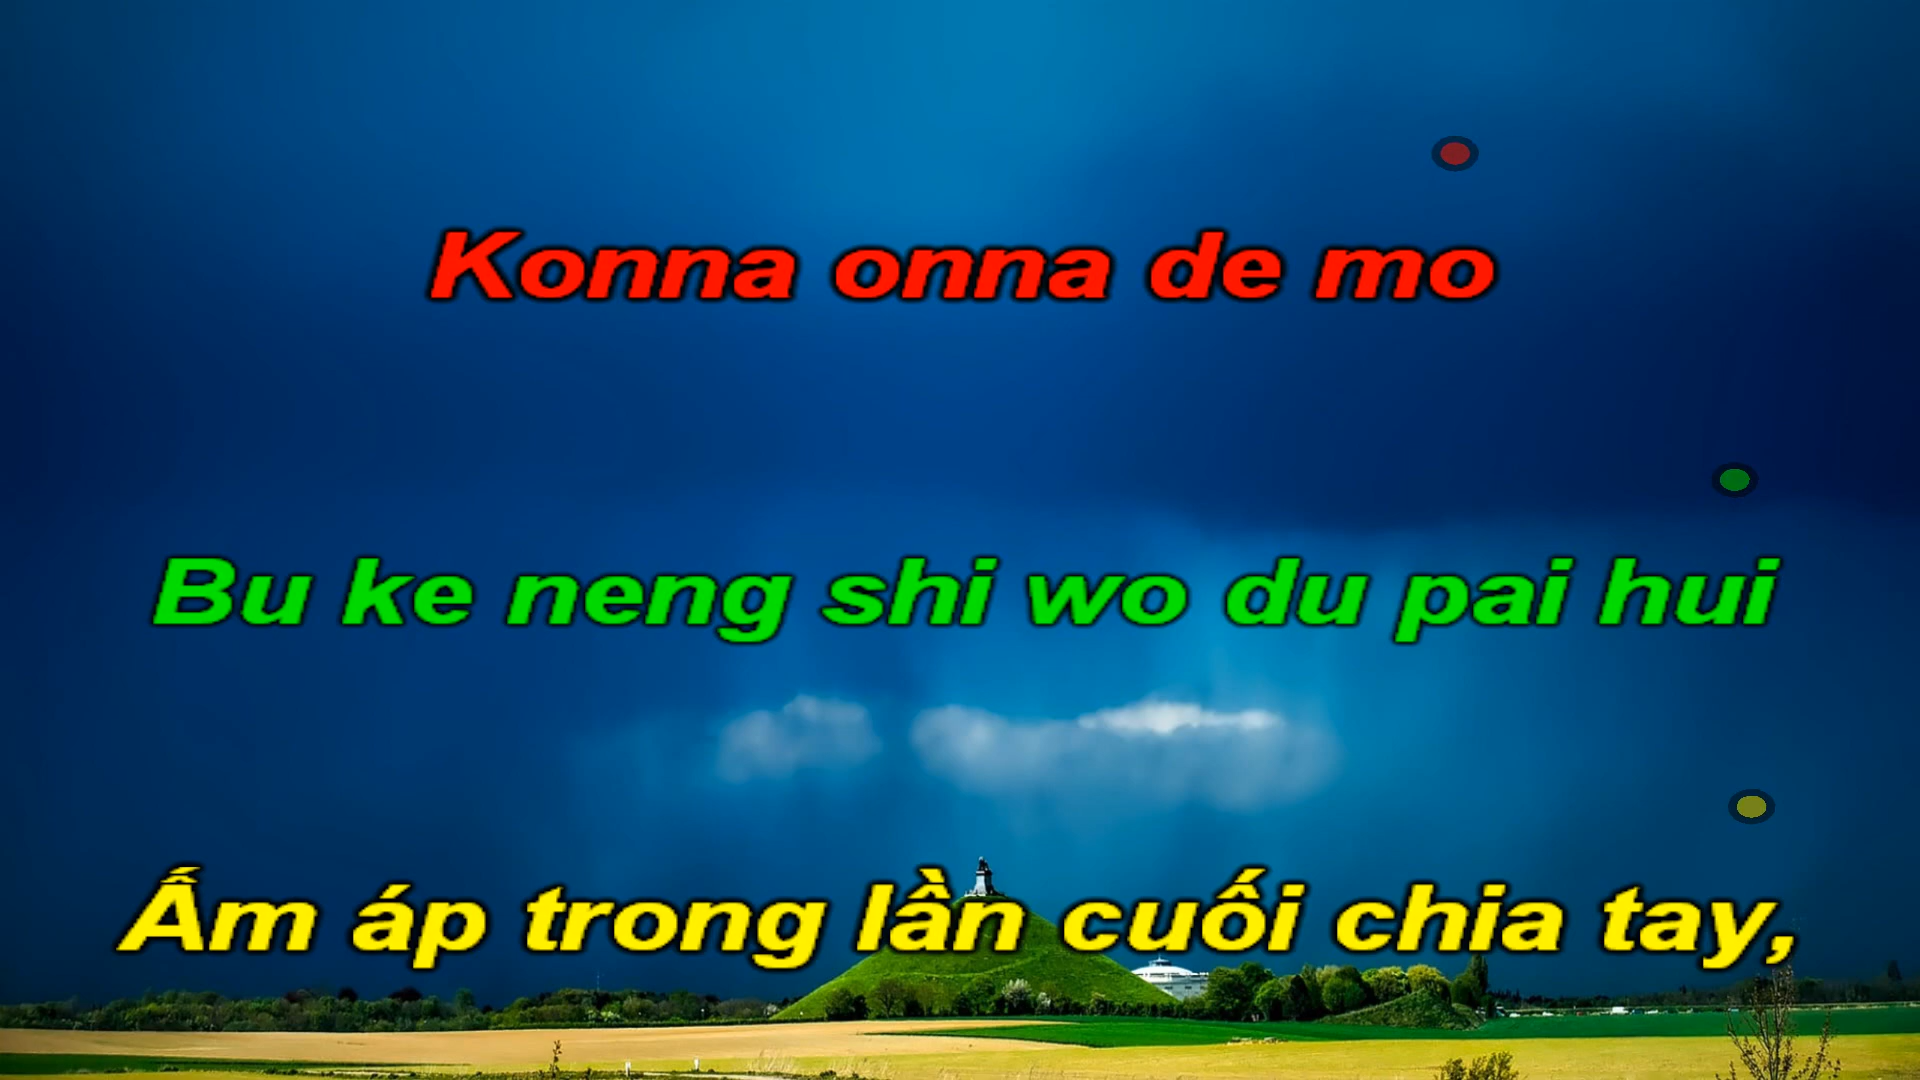 Konna onna de mo
Bu ke neng shi wo du pai hui
Ấm áp trong lần cuối chia tay,